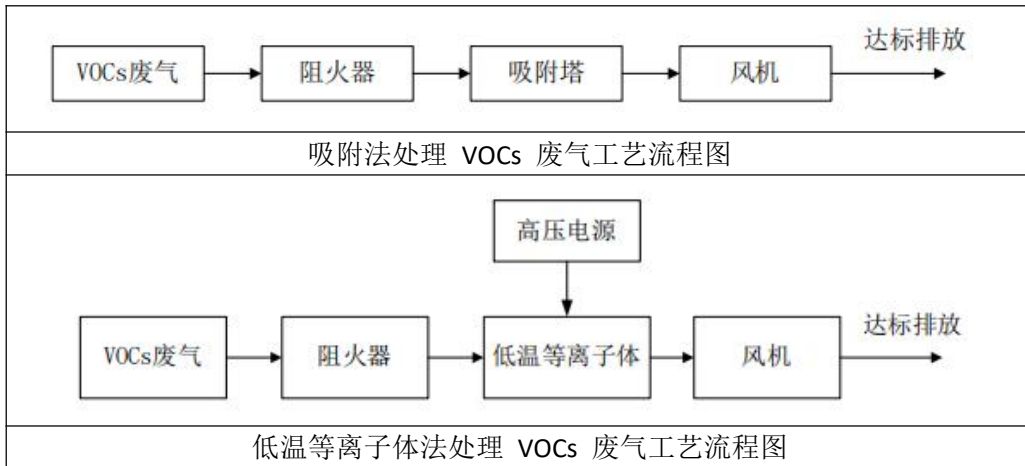 达标排放
VOCs废气
阻火器
吸附塔
风机
吸附法处理 VOCs 废气工艺流程图
高压电源
达标排放
VOCs废气
阻火器
低温等离子体
风机
低温等离子体法处理 VOCs 废气工艺流程图